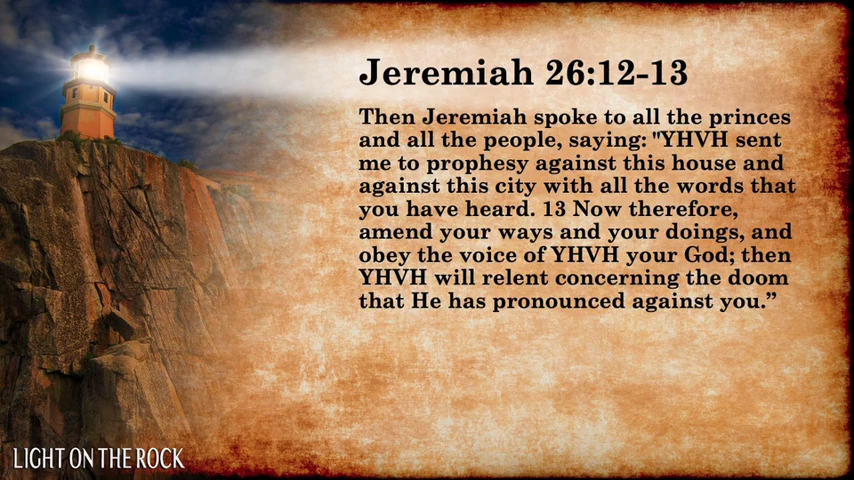 Jeremiah 26:12-13
Then Jeremiah spoke to all the princes
and all the people, saying: "YHVH sent
me to prophesy against this house and
against this city with all the words that
you have heard. 13 Now therefore,
amend your ways and your doings, and
obey the voice of YHVH your God; then
YHVH will relent concerning the doom
that He has pronounced against you.”
LIGHT ON THE ROCK